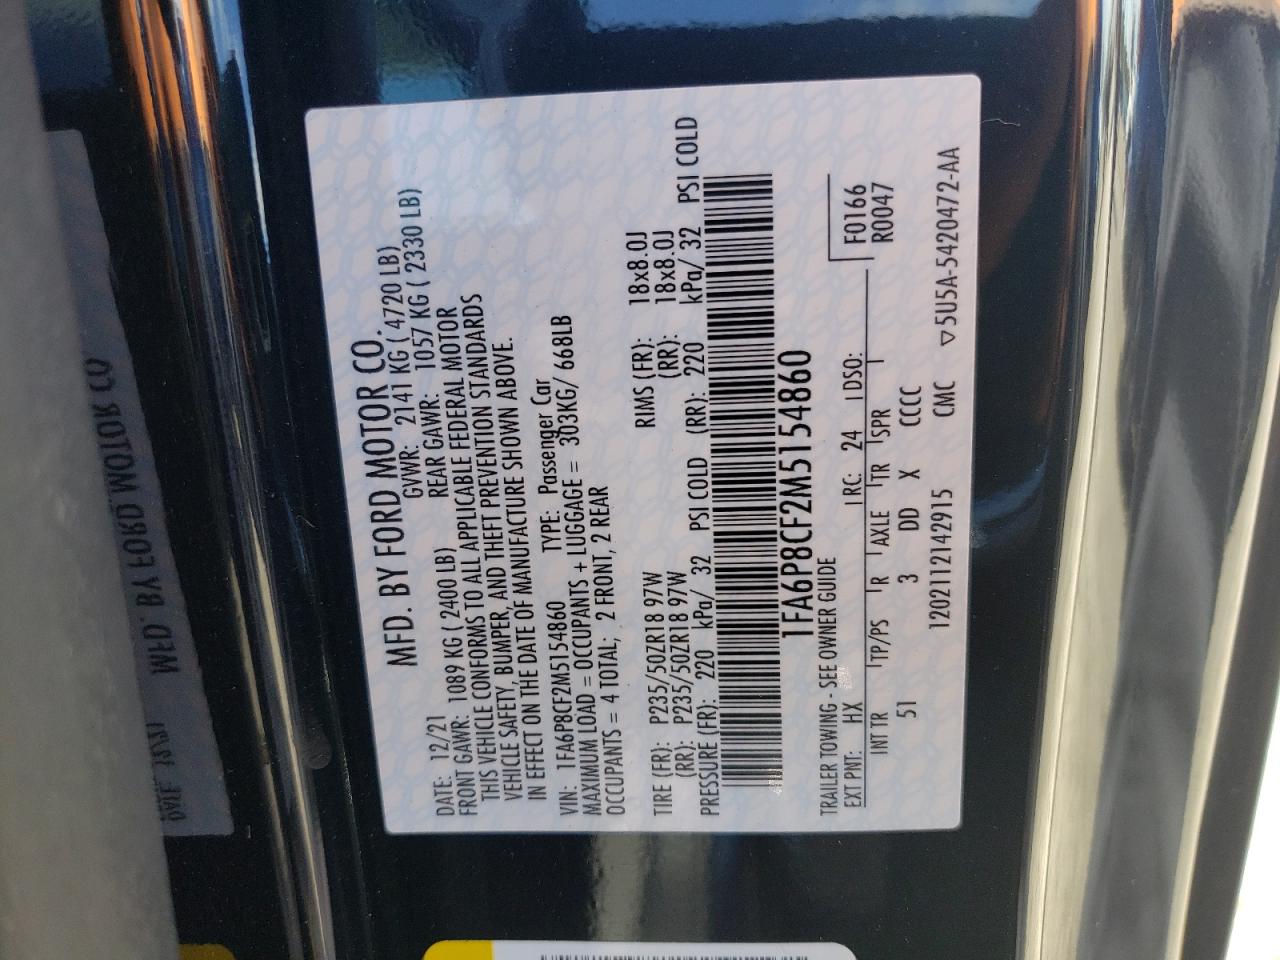 MFD. BY FORD MOTOR CO.
DATE: 12/21 GVWR: 2141 KG ( 4720 LB)
FRONT GAWR: 1089 KG ( 2400 LB) REAR GAWR: 1057 KG ( 2330 LB)
THIS VEHICLE CONFORMS TO ALL APPLICABLE FEDERAL MOTOR
VEHICLE SAFETY, BUMPER, AND THEFT PREVENTION STANDARDS
IN EFFECT ON THE DATE OF MANUFACTURE SHOWN ABOVE.
VIN: 1FA6P8CF2M5154860 TYPE: Passenger Car
MAXIMUM LOAD = OCCUPANTS + LUGGAGE = 303KG/ 668LB
OCCUPANTS = 4 TOTAL; 2 FRONT, 2 REAR
TIRE (FR): P235/50ZR18 97W RIMS (FR): 18x8.0J
(RR): P235/50ZR18 97W (RR): 18x8.0J
PRESSURE (FR): 220 kPa/ 32 PSI COLD (RR): 220 kPa/ 32 PSI COLD
1FA6P8CF2M5154860
TRAILER TOWING - SEE OWNER GUIDE
F0166
R0047
EXT PNT: HX RC: 24 DSO:
INT TR TP/PS R AXLE TR SPR
51 3 DD X CCCC
120211212142915 CMC ▽5U5A-5420472-AA
MFD. BY FORD MOTOR CO